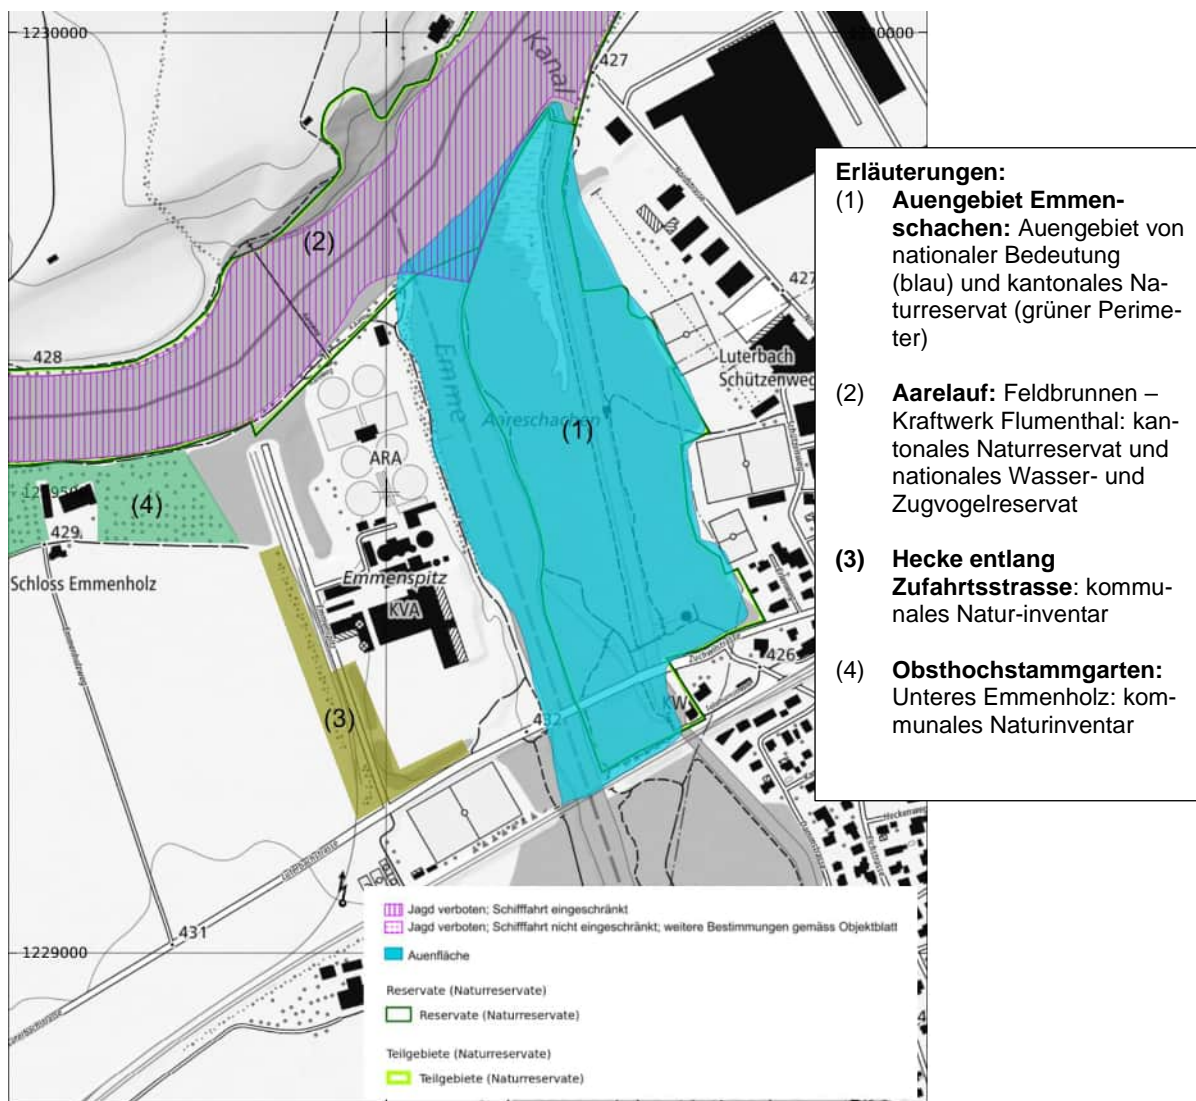 1230000
Kanal
427
(2)
428
Emme
Aareschachen
(1)
427
Luterbach
Schützenweg
ARA
(4)
429
Schloss Emmenholz
Emmenspitz
KVA
(3)
Emmenholzweg
Zuchwilstrasse
426
432
KW
Luterbachstrasse
431
1229000
Heckenweg
Jagd verboten; Schifffahrt eingeschränkt
Jagd verboten; Schifffahrt nicht eingeschränkt; weitere Bestimmungen gemäss Objektblatt
Auenfläche
Reservate (Naturreservate)
Reservate (Naturreservate)
Teilgebiete (Naturreservate)
Teilgebiete (Naturreservate)
Erläuterungen:
(1) Auengebiet Emmen-
schachen: Auengebiet von
nationaler Bedeutung
(blau) und kantonales Na-
turreservat (grüner Perime-
ter)
(2) Aarelauf: Feldbrunnen –
Kraftwerk Flumenthal: kan-
tonales Naturreservat und
nationales Wasser- und
Zugvogelreservat
(3) Hecke entlang
Zufahrtsstrasse: kommu-
nales Natur-inventar
(4) Obsthochstammgarten:
Unteres Emmenholz: kom-
munales Naturinventar